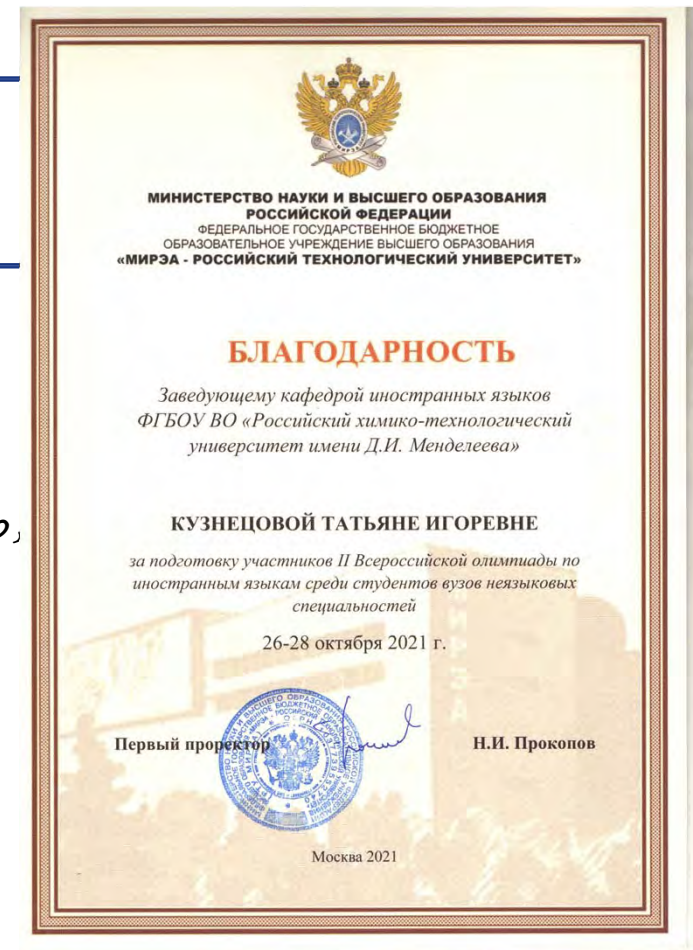 МИНИСТЕРСТВО НАУКИ И ВЫСШЕГО ОБРАЗОВАНИЯ
РОССИЙСКОЙ ФЕДЕРАЦИИ
ФЕДЕРАЛЬНОЕ ГОСУДАРСТВЕННОЕ БЮДЖЕТНОЕ
ОБРАЗОВАТЕЛЬНОЕ УЧРЕЖДЕНИЕ ВЫСШЕГО ОБРАЗОВАНИЯ
«МИРЭА - РОССИЙСКИЙ ТЕХНОЛОГИЧЕСКИЙ УНИВЕРСИТЕТ»
БЛАГОДАРНОСТЬ
Заведующему кафедрой иностранных языков
ФГБОУ ВО «Российский химико-технологический
университет имени Д.И. Менделеева»
КУЗНЕЦОВОЙ ТАТЬЯНЕ ИГОРЕВНЕ
за подготовку участников II Всероссийской олимпиады по
иностранным языкам среди студентов вузов неязыковых
специальностей
26-28 октября 2021 г.
Первый проректор
Н.И. Прокопов
Москва 2021